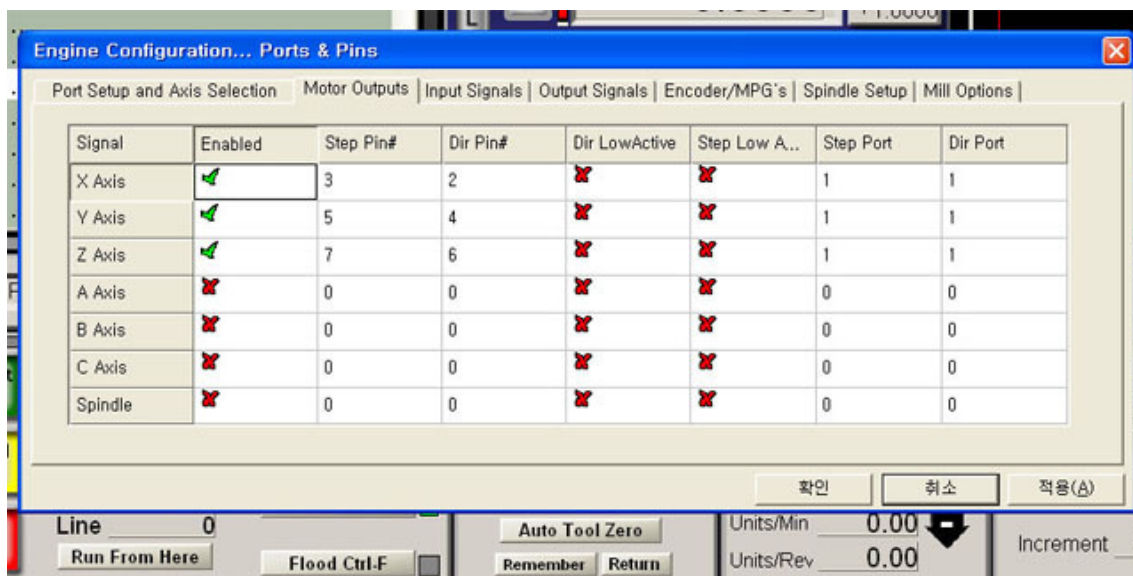 Engine Configuration... Ports & Pins
Port Setup and Axis Selection Motor Outputs Input Signals Output Signals Encoder/MPG's Spindle Setup Mill Options
Signal Enabled Step Pin# Dir Pin# Dir LowActive Step Low A... Step Port Dir Port
X Axis 3 2 1 1
Y Axis 5 4 1 1
Z Axis 7 6 1 1
A Axis 0 0 0 0
B Axis 0 0 0 0
C Axis 0 0 0 0
Spindle 0 0 0 0
확인 취소 적용(A)
Line 0 Auto Tool Zero Units/Min 0.00 Increment
Run From Here Flood Ctrl-F Remember Return Units/Rev 0.00